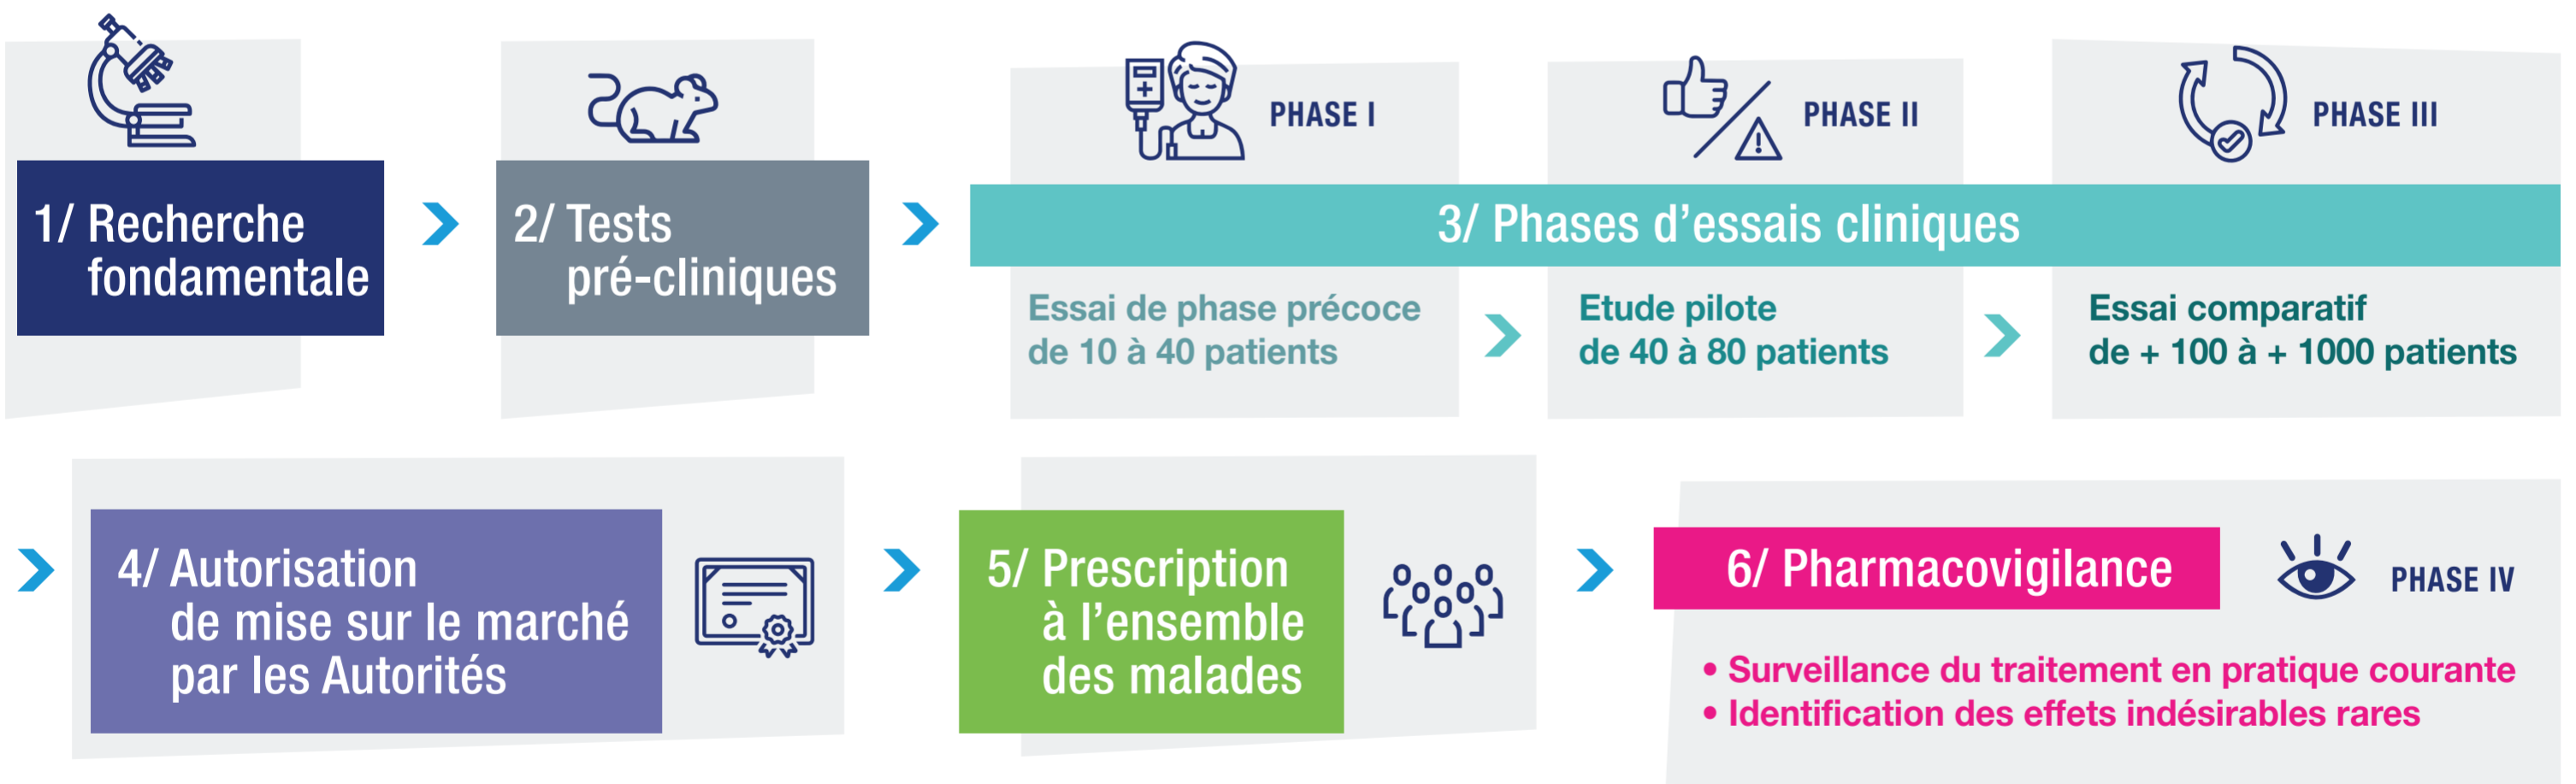 PHASE I
PHASE II
PHASE III
1/ Recherche
fondamentale
2/ Tests
pré-cliniques
3/ Phases d’essais cliniques
Essai de phase précoce
de 10 à 40 patients
Etude pilote
de 40 à 80 patients
Essai comparatif
de + 100 à + 1000 patients
4/ Autorisation
de mise sur le marché
par les Autorités
5/ Prescription
à l’ensemble
des malades
6/ Pharmacovigilance
PHASE IV
• Surveillance du traitement en pratique courante
• Identification des effets indésirables rares